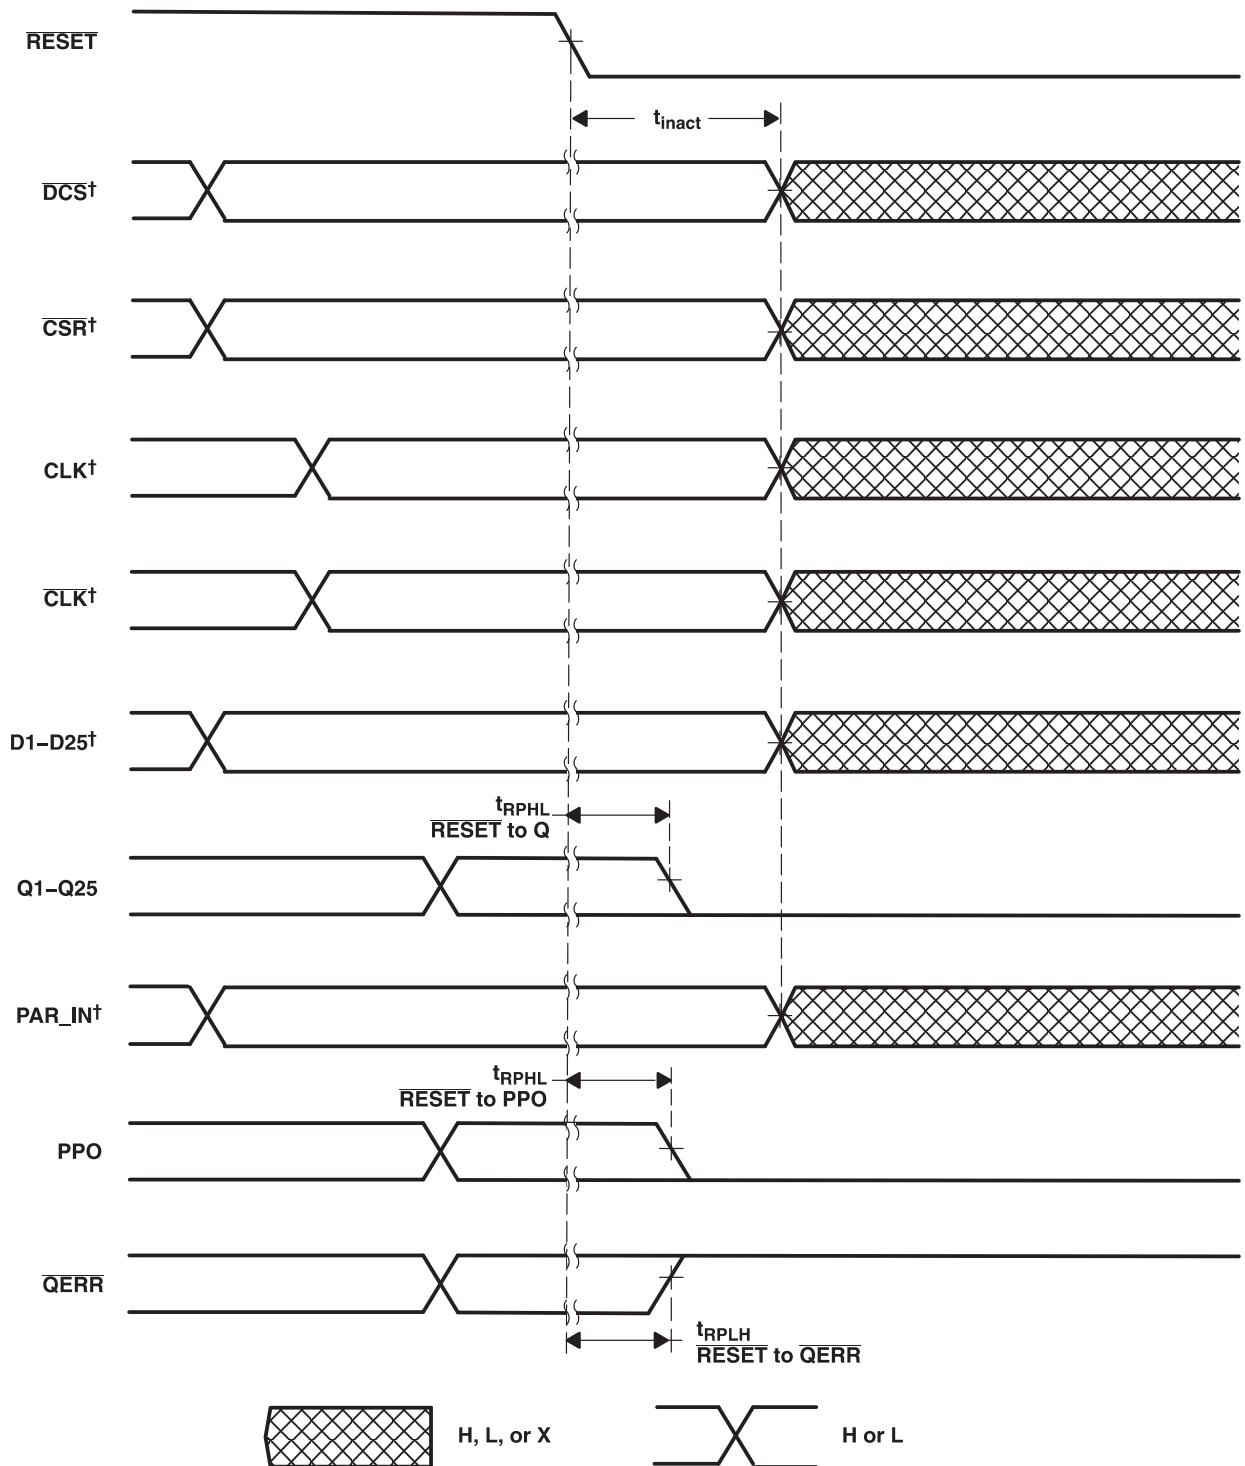 RESET
tinact
DCS†
CSR†
CLK†
CLK†
D1–D25†
tRPHL
RESET to Q
Q1–Q25
PAR_IN†
tRPHL
RESET to PPO
PPO
QERR
tRPLH
RESET to QERR
H, L, or X
H or L